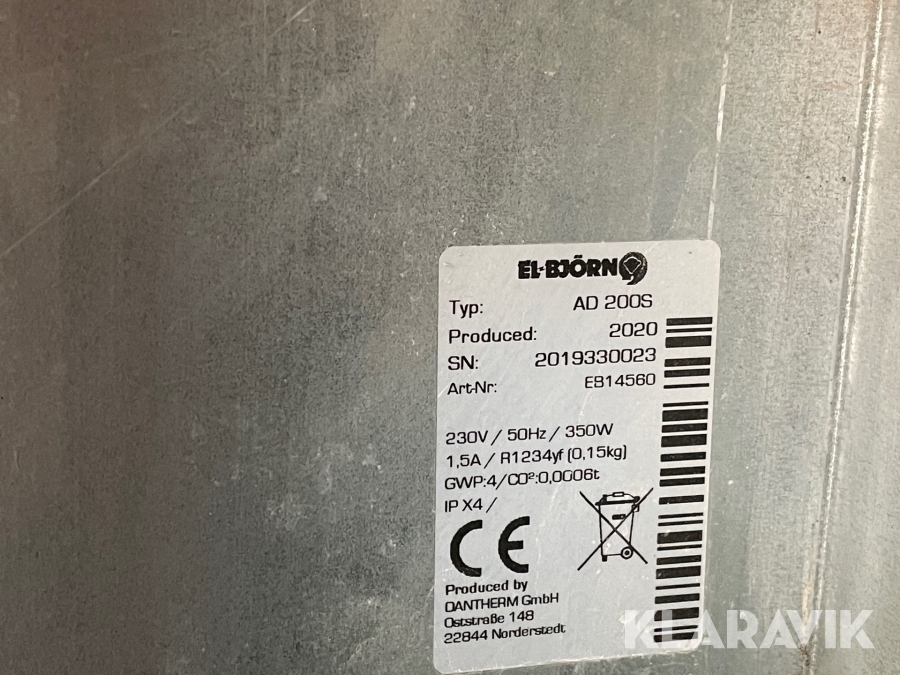 EL·BJÖRN
Typ: AD 200S
Produced: 2020
SN: 2019330023
Art-Nr: E814560
230V / 50Hz / 350W
1,5A / R1234yf (0,15kg)
GWP:4/CO²:0,0006t
IP X4 /
CE
Produced by
DANTHERM GmbH
Oststraße 148
22844 Norderstedt
KLARAVIK